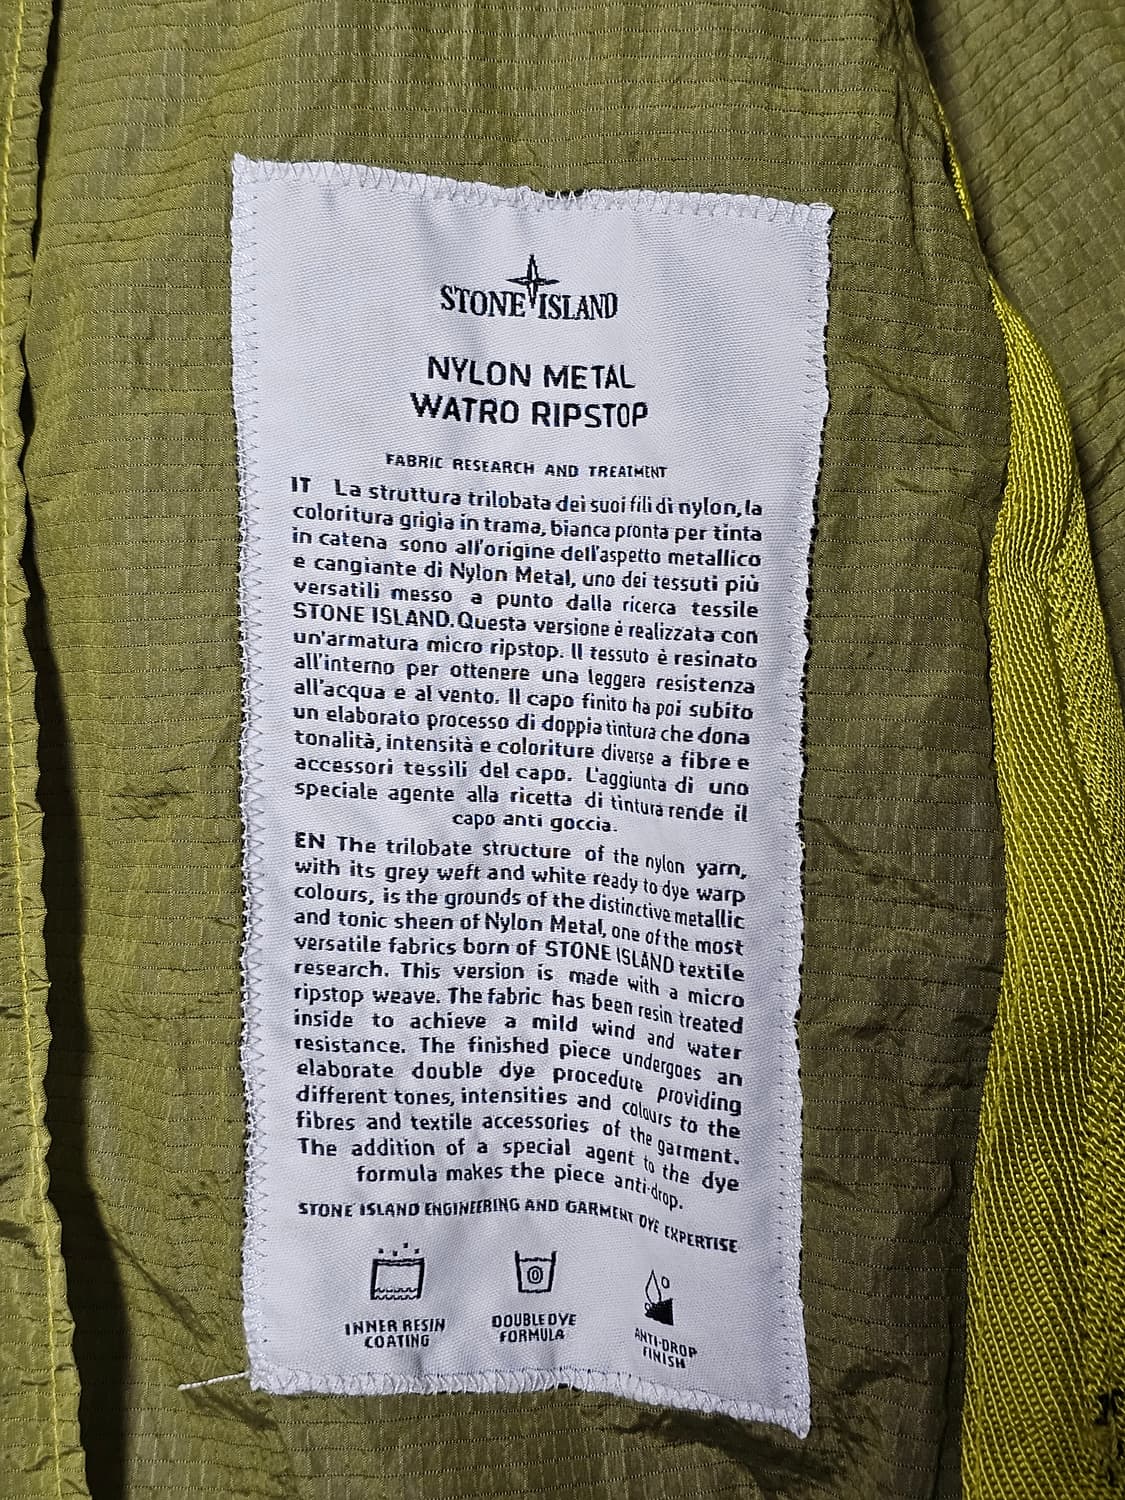 STONE ISLAND
NYLON METAL
WATRO RIPSTOP
FABRIC RESEARCH AND TREATMENT
IT La struttura trilobata dei suoi fili di nylon, la
coloritura grigia in trama, bianca pronta per tinta
in catena sono all'origine dell'aspetto metallico
e cangiante di Nylon Metal, uno dei tessuti più
versatili messo a punto dalla ricerca tessile
STONE ISLAND. Questa versione è realizzata con
un'armatura micro ripstop. Il tessuto è resinato
all'interno per ottenere una leggera resistenza
all'acqua e al vento. Il capo finito ha poi subito
un elaborato processo di doppia tintura che dona
tonalità, intensità e coloriture diverse a fibre e
accessori tessili del capo. L'aggiunta di uno
speciale agente alla ricetta di tintura rende il
capo anti goccia.
EN The trilobate structure of the nylon yarn,
with its grey weft and white ready to dye warp
colours, is the grounds of the distinctive metallic
and tonic sheen of Nylon Metal, one of the most
versatile fabrics born of STONE ISLAND textile
research. This version is made with a micro
ripstop weave. The fabric has been resin treated
inside to achieve a mild wind and water
resistance. The finished piece undergoes an
elaborate double dye procedure providing
different tones, intensities and colours to the
fibres and textile accessories of the garment.
The addition of a special agent to the dye
formula makes the piece anti-drop.
STONE ISLAND ENGINEERING AND GARMENT DYE EXPERTISE
INNER RESIN
COATING
DOUBLE DYE
FORMULA
ANTI-DROP
FINISH